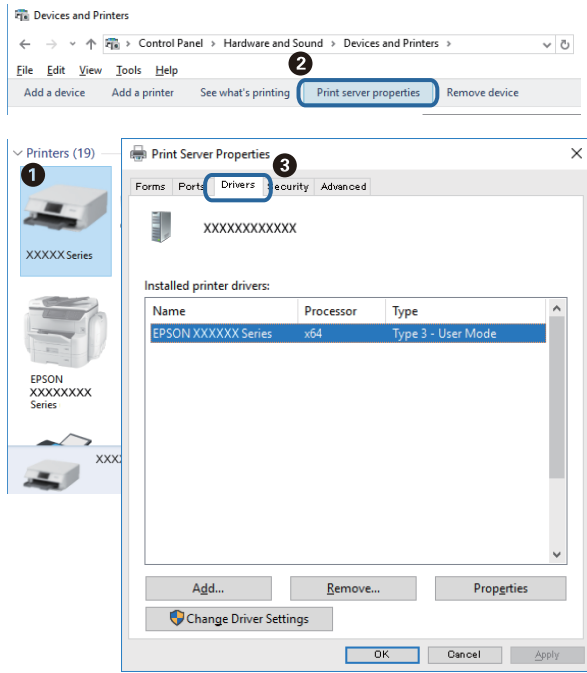 Devices and Printers
Control Panel > Hardware and Sound > Devices and Printers >
2
File Edit View Tools Help
Add a device Add a printer See what's printing Print server properties Remove device
Printers (19)
1
XXXXX Series
EPSON
XXXXXXXX
Series
XXX
Print Server Properties
3
Forms Ports Drivers Security Advanced
XXXXXXXXXXXX
Installed printer drivers:
Name Processor Type
EPSON XXXXXX Series x64 Type 3 - User Mode
Add... Remove... Properties
Change Driver Settings
OK Cancel Apply